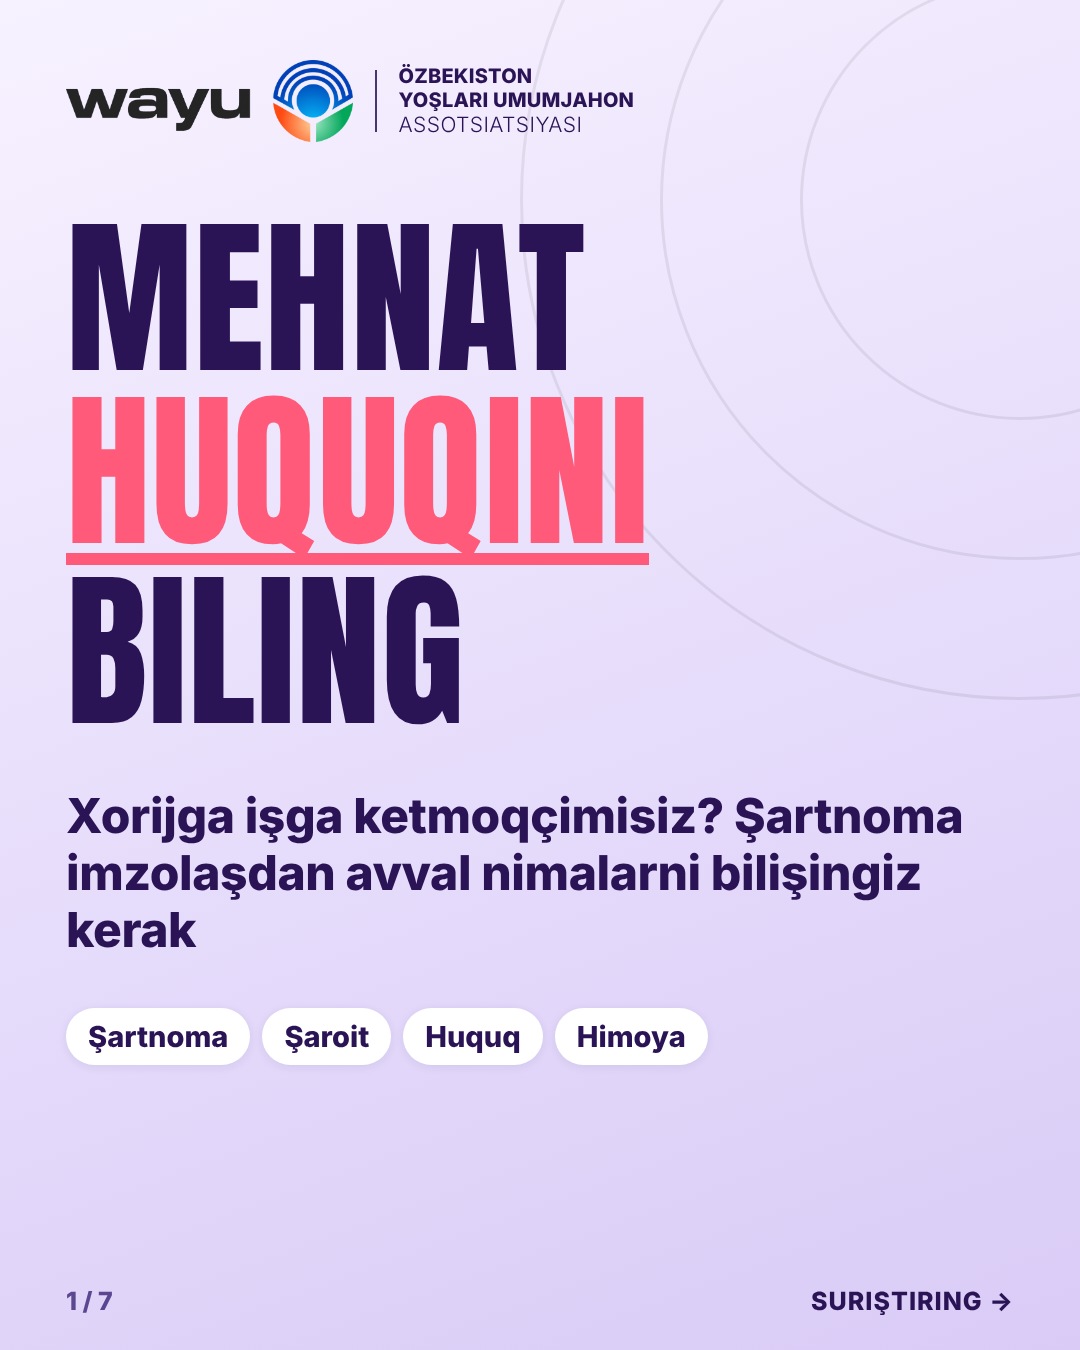 wayu
ÖZBEKISTON
YOŞLARI UMUMJAHON
ASSOTSIATSIYASI
MEHNAT
HUQUQINI
BILING
Xorijga işga ketmoqçimisiz? Şartnoma
imzolaşdan avval nimalarni bilişingiz
kerak
Şartnoma Şaroit Huquq Himoya
1 / 7 SURIŞTIRING →